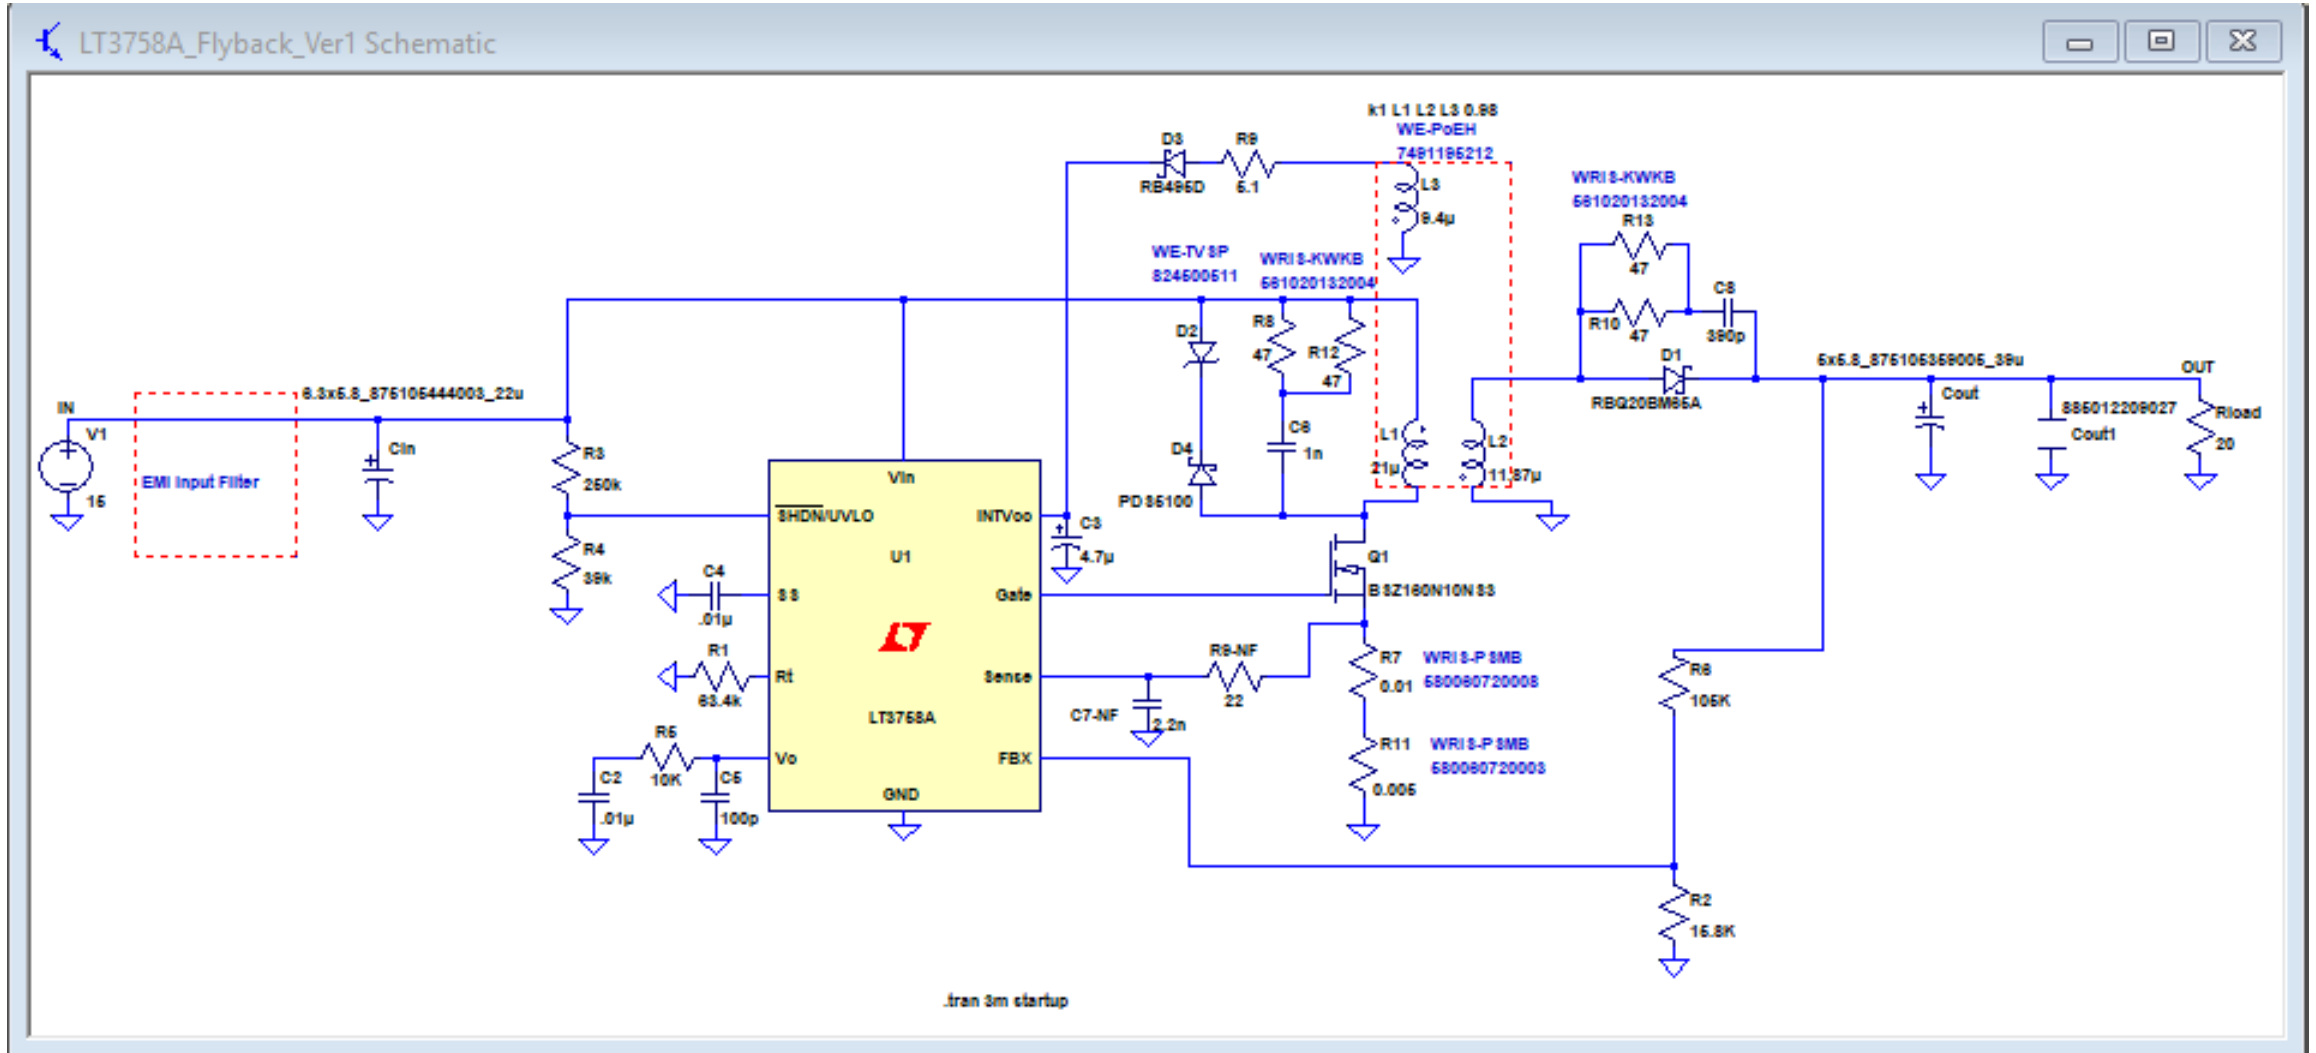 LT3758A_Flyback_Ver1 Schematic
k1 L1 L2 L3 0.98
WE-PoEH
7491195212
D3
R9
RB495D
5.1
L3
9.4µ
WRIS-KWKB
561020132004
R13
47
WE-TVSP
824500511
WRIS-KWKB
561020132004
C8
390p
R10
47
D2
R8
47
R12
47
D1
RBQ20BM65A
5x5.8_875105359005_39u
OUT
6.3x5.8_875105444003_22u
IN
V1
15
EMI Input Filter
Cin
R3
250k
R4
39k
D4
PDS5100
C6
1n
L1
21µ
L2
11.87µ
Cout
885012209027
Cout1
Rload
20
Vin
SHDN/UVLO
INTVcc
C3
4.7µ
U1
Q1
BSZ160N10NS3
C4
.01µ
SS
Gate
R1
63.4k
Rt
Sense
R9-NF
22
R7
0.01
WRIS-PSMB
580060720008
R6
105K
LT3758A
C7-NF
2.2n
R11
0.005
WRIS-PSMB
580060720003
R5
10K
Vc
FBX
C2
.01µ
C5
100p
GND
R2
15.8K
.tran 3m startup